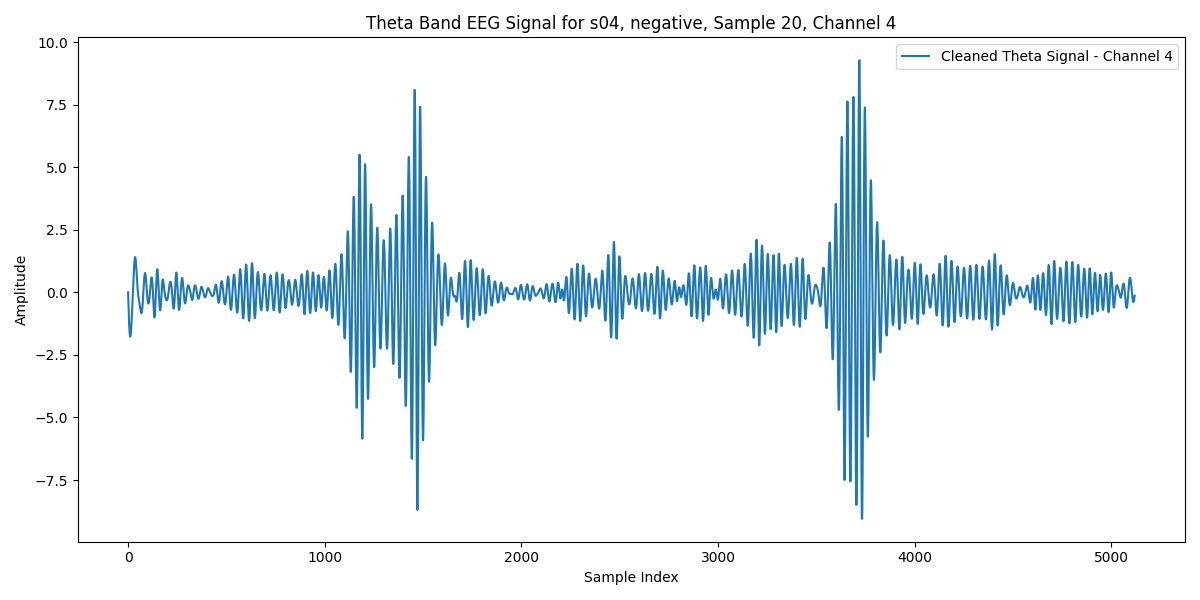 Theta Band EEG Signal for s04, negative, Sample 20, Channel 4
Cleaned Theta Signal - Channel 4
Amplitude
10.0
7.5
5.0
2.5
0.0
−2.5
−5.0
−7.5
0 1000 2000 3000 4000 5000
Sample Index